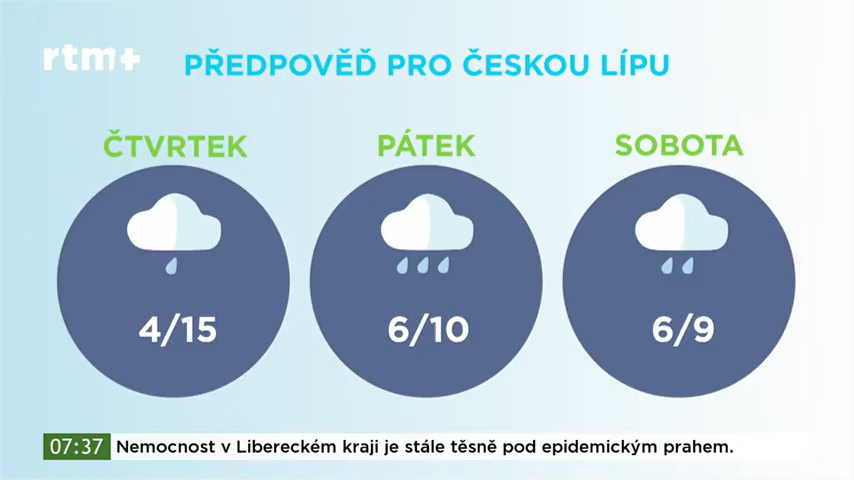 rtm+
PŘEDPOVĚĎ PRO ČESKOU LÍPU
ČTVRTEK
4/15
PÁTEK
6/10
SOBOTA
6/9
07:37 Nemocnost v Libereckém kraji je stále těsně pod epidemickým prahem.